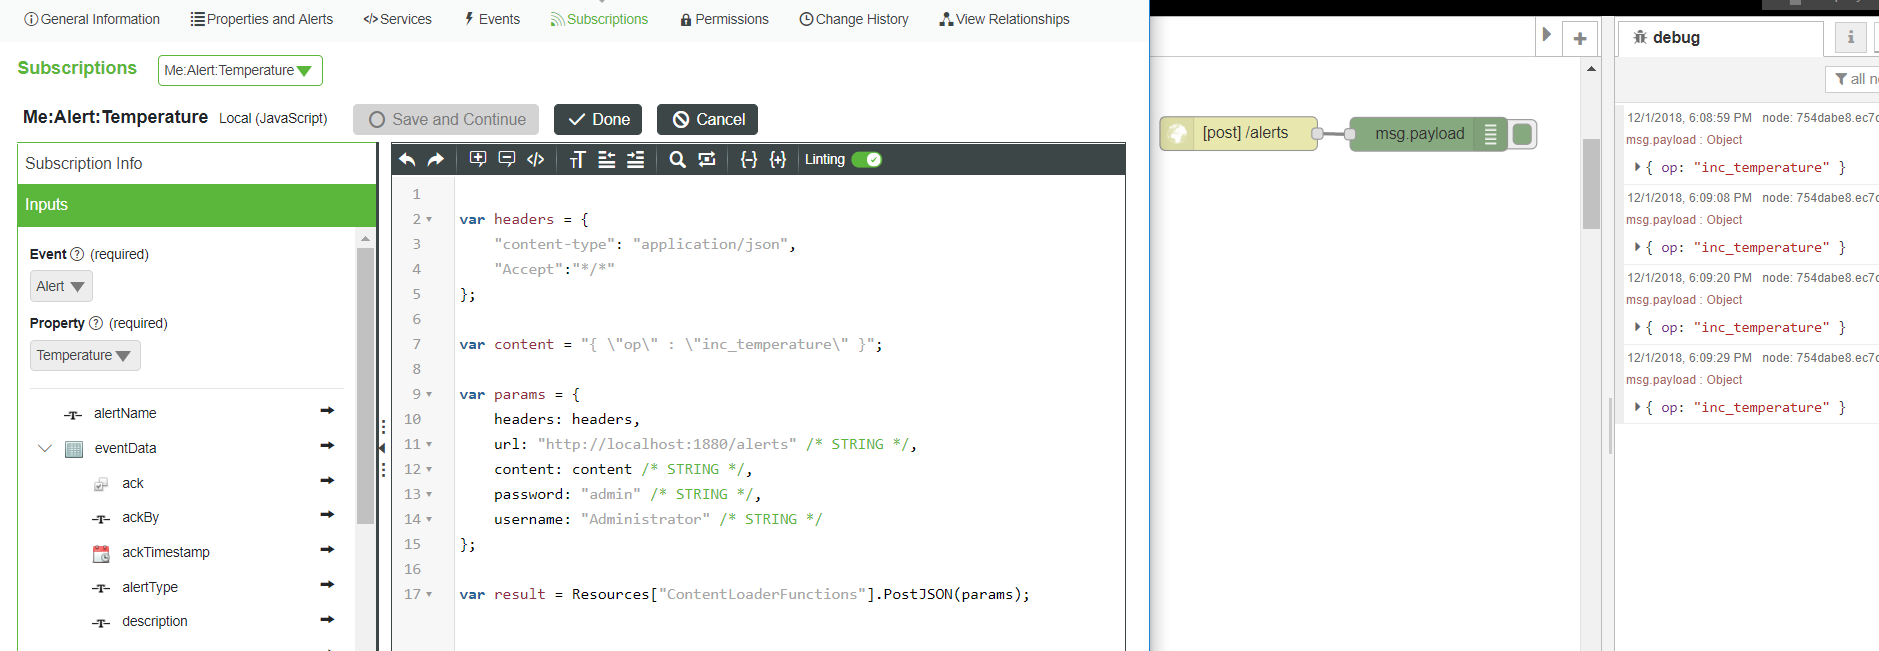 General Information Properties and Alerts </> Services Events Subscriptions Permissions Change History View Relationships
Subscriptions Me:Alert:Temperature
Me:Alert:Temperature Local (JavaScript) Save and Continue Done Cancel
Subscription Info
Inputs
Event ? (required)
Alert
Property ? (required)
Temperature
alertName
eventData
ack
ackBy
ackTimestamp
alertType
description
Linting
1
2 var headers = {
3 "content-type": "application/json",
4 "Accept":"*/*"
5 };
6
7 var content = "{ \"op\" : \"inc_temperature\" }";
8
9 var params = {
10 headers: headers,
11 url: "http://localhost:1880/alerts" /* STRING */,
12 content: content /* STRING */,
13 password: "admin" /* STRING */,
14 username: "Administrator" /* STRING */
15 };
16
17 var result = Resources["ContentLoaderFunctions"].PostJSON(params);
[post] /alerts
msg.payload
debug
i
all
12/1/2018, 6:08:59 PM node: 754dabe8.ec7
msg.payload : Object
{ op: "inc_temperature" }
12/1/2018, 6:09:08 PM node: 754dabe8.ec7
msg.payload : Object
{ op: "inc_temperature" }
12/1/2018, 6:09:20 PM node: 754dabe8.ec7
msg.payload : Object
{ op: "inc_temperature" }
12/1/2018, 6:09:29 PM node: 754dabe8.ec7
msg.payload : Object
{ op: "inc_temperature" }